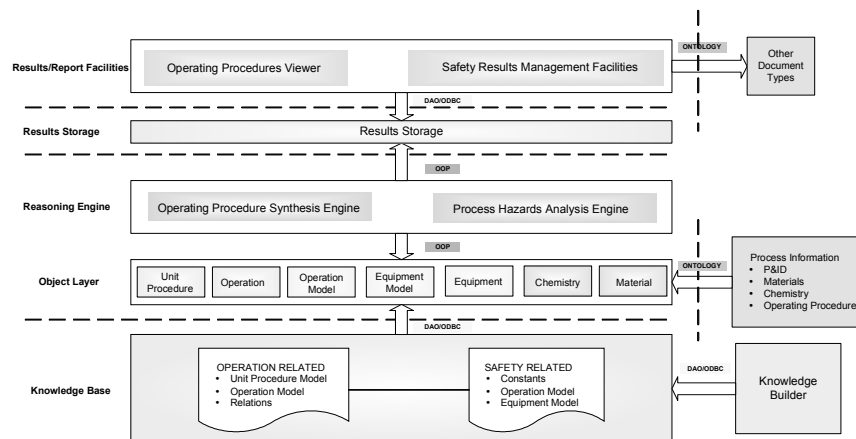 ONTOLOGY
Results/Report Facilities
Operating Procedures Viewer
Safety Results Management Facilities
Other
Document
Types
DAO/ODBC
Results Storage
Results Storage
OOP
Reasoning Engine
Operating Procedure Synthesis Engine
Process Hazards Analysis Engine
OOP
ONTOLOGY
Object Layer
Unit
Procedure
Operation
Operation
Model
Equipment
Model
Equipment
Chemistry
Material
Process Information
• P&ID
• Materials
• Chemistry
• Operating Procedure
DAO/ODBC
Knowledge Base
OPERATION RELATED
• Unit Procedure Model
• Operation Model
• Relations
SAFETY RELATED
• Constants
• Operation Model
• Equipment Model
DAO/ODBC
Knowledge
Builder